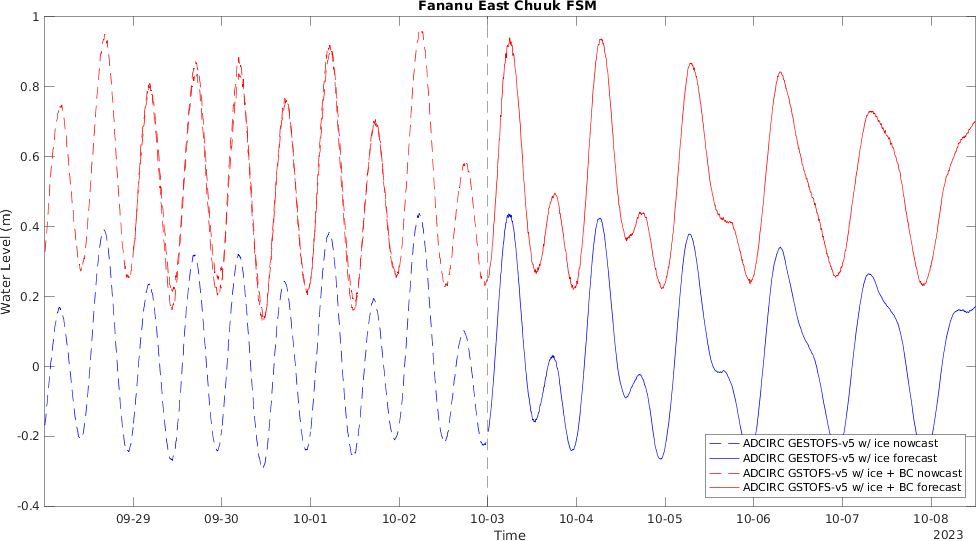 Fananu East Chuuk FSM
Water Level (m)
1
0.8
0.6
0.4
0.2
0
-0.2
-0.4
ADCIRC GESTOFS-v5 w/ ice nowcast
ADCIRC GESTOFS-v5 w/ ice forecast
ADCIRC GSTOFS-v5 w/ ice + BC nowcast
ADCIRC GSTOFS-v5 w/ ice + BC forecast
09-29 09-30 10-01 10-02 10-03 10-04 10-05 10-06 10-07 10-08
Time
2023